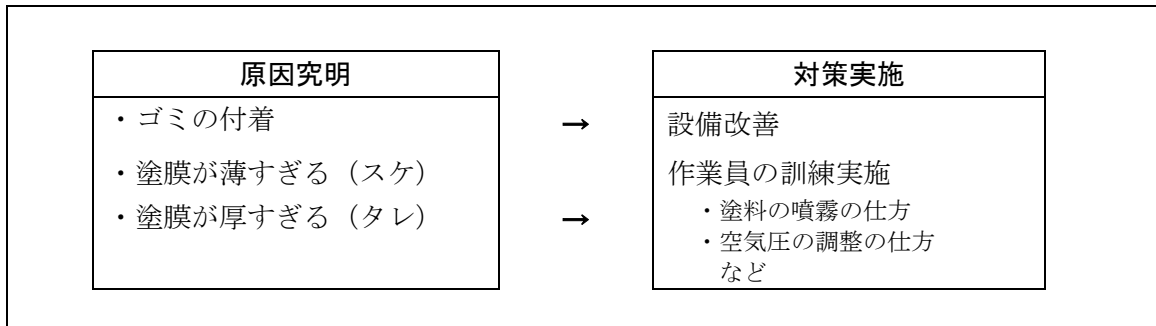 原因究明
・ゴミの付着
・塗膜が薄すぎる（スケ）
・塗膜が厚すぎる（タレ）
→
→
対策実施
設備改善
作業員の訓練実施
・塗料の噴霧の仕方
・空気圧の調整の仕方
など